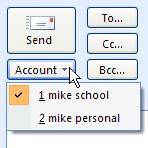 To...
Send
Cc...
Account
Bcc...
1 mike school
2 mike personal